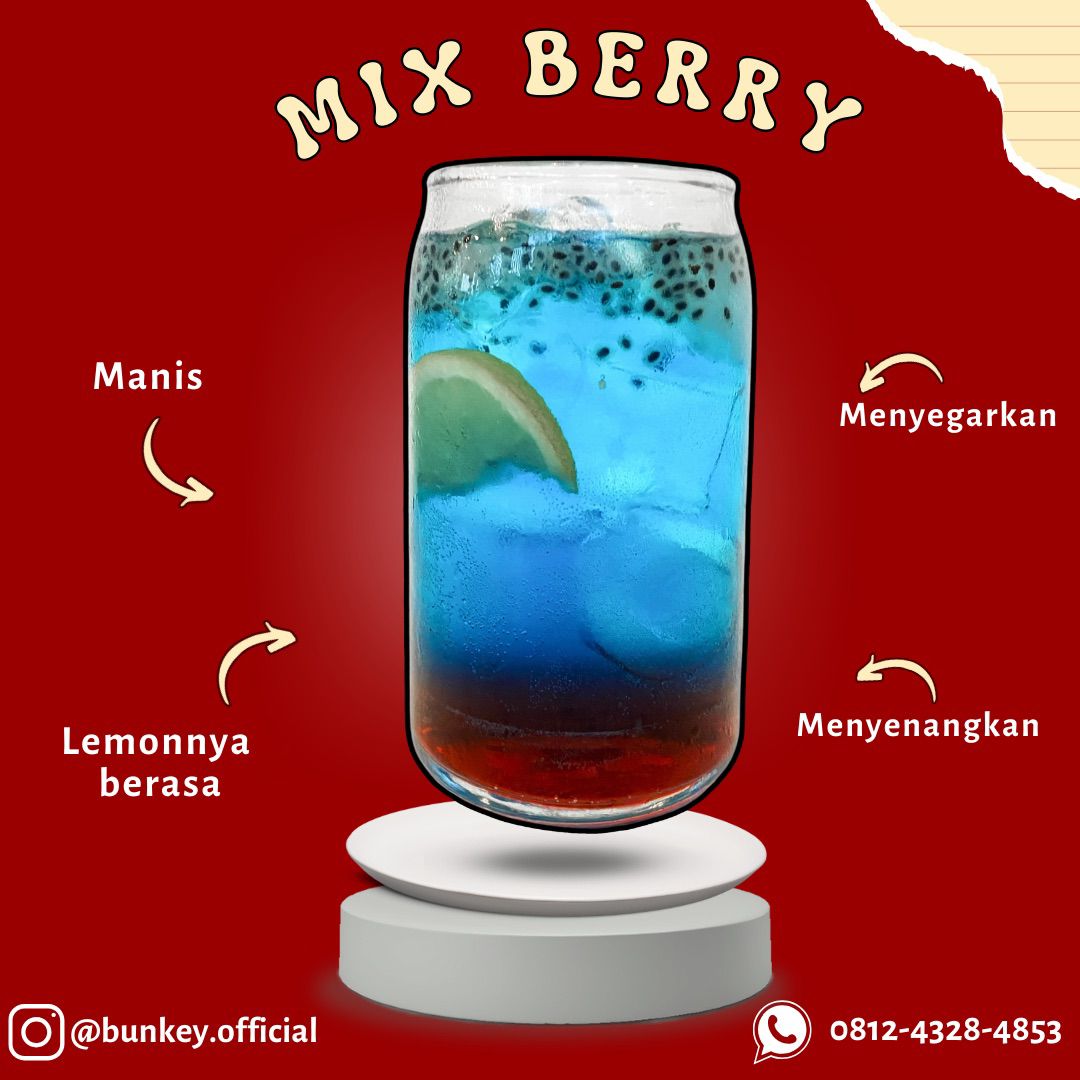 MIX BERRY
Manis
Menyegarkan
Lemonnya
berasa
Menyenangkan
@bunkey.official
0812-4328-4853